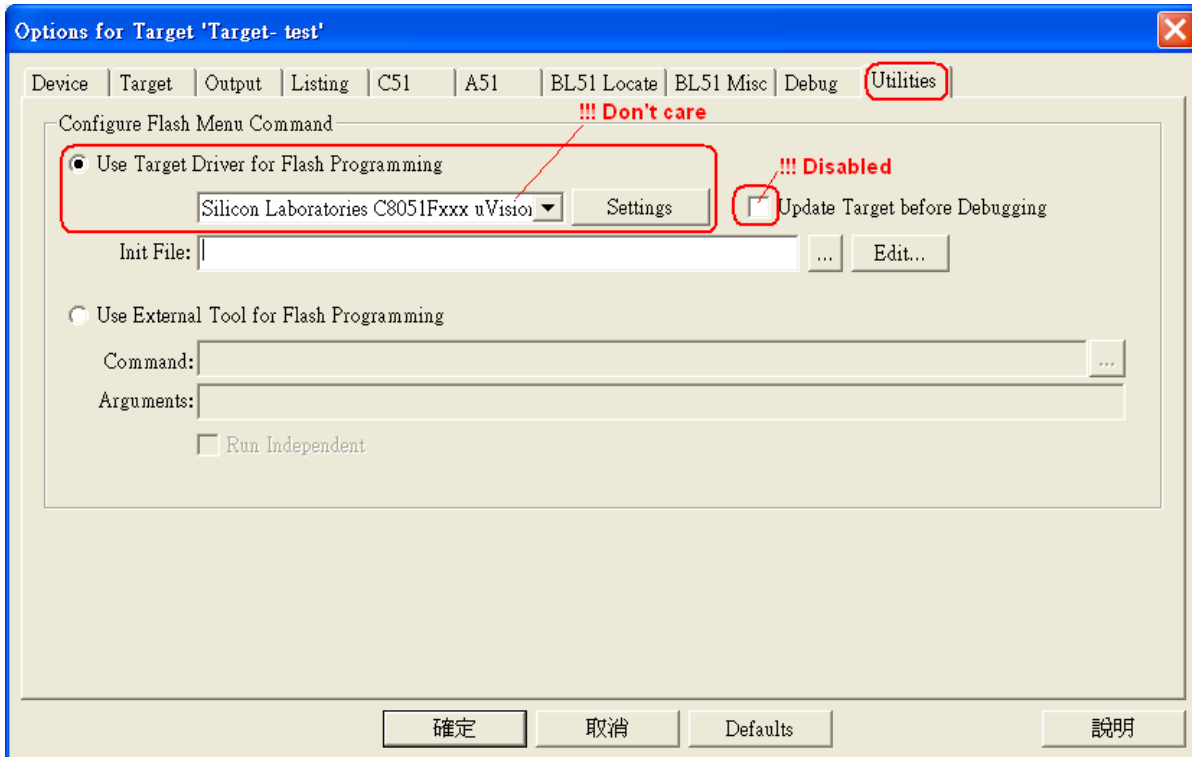 Options for Target 'Target- test'
Device Target Output Listing C51 A51 BL51 Locate BL51 Misc Debug Utilities
!!! Don't care
Configure Flash Menu Command
Use Target Driver for Flash Programming
!!! Disabled
Silicon Laboratories C8051Fxxx uVision Settings Update Target before Debugging
Init File: ... Edit...
Use External Tool for Flash Programming
Command: ...
Arguments:
Run Independent
確定 取消 Defaults 說明